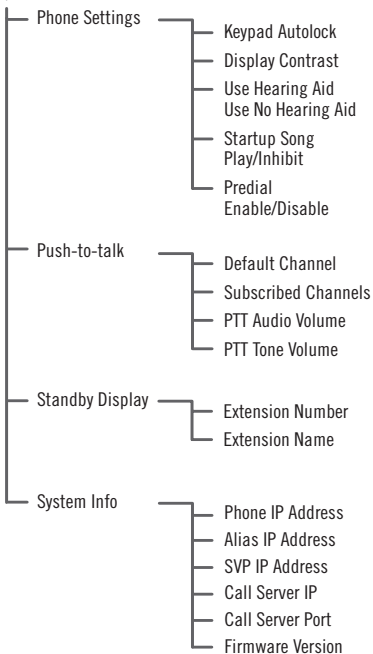 Phone Settings
Keypad Autolock
Display Contrast
Use Hearing Aid
Use No Hearing Aid
Startup Song
Play/Inhibit
Predial
Enable/Disable
Push-to-talk
Default Channel
Subscribed Channels
PTT Audio Volume
PTT Tone Volume
Standby Display
Extension Number
Extension Name
System Info
Phone IP Address
Alias IP Address
SVP IP Address
Call Server IP
Call Server Port
Firmware Version